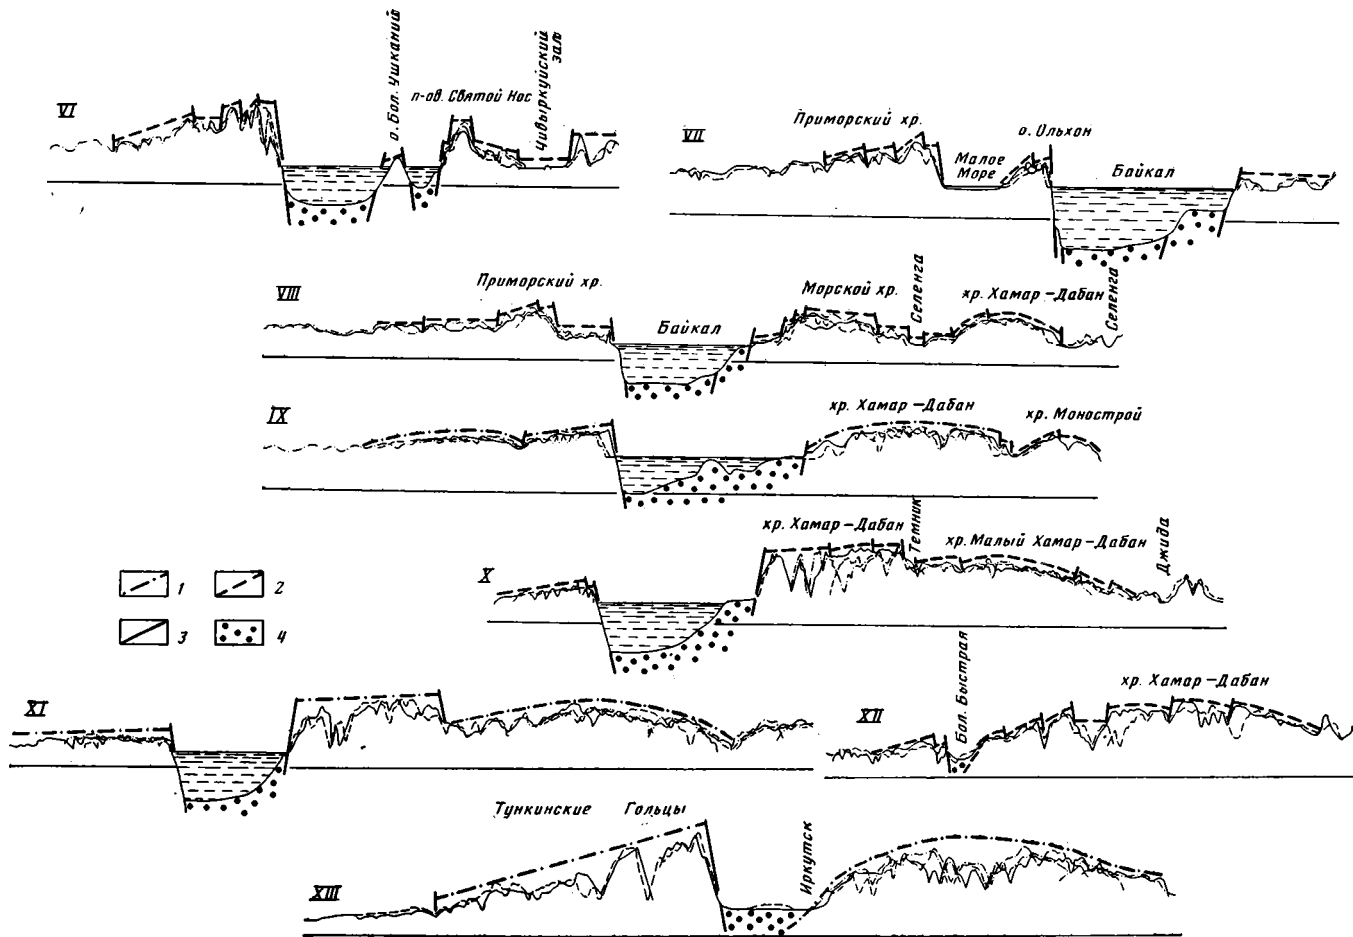 VI
о. Бол. Ушканий
п-ов. Святой Нос
Чивыркуйский
зал
VII
Приморский хр.
Малое
Море
о. Ольхон
Байкал
VIII
Приморский хр.
Байкал
Морской хр.
Селенга
хр. Хамар-Дабан
Селенга
IX
хр. Хамар-Дабан
хр. Монострой
X
хр. Хамар-Дабан
Темник
хр. Малый Хамар-Дабан
Джида
1
2
3
4
XI
XII
Бол. Быстрая
хр. Хамар-Дабан
XIII
Тункинские Гольцы
Иркутск